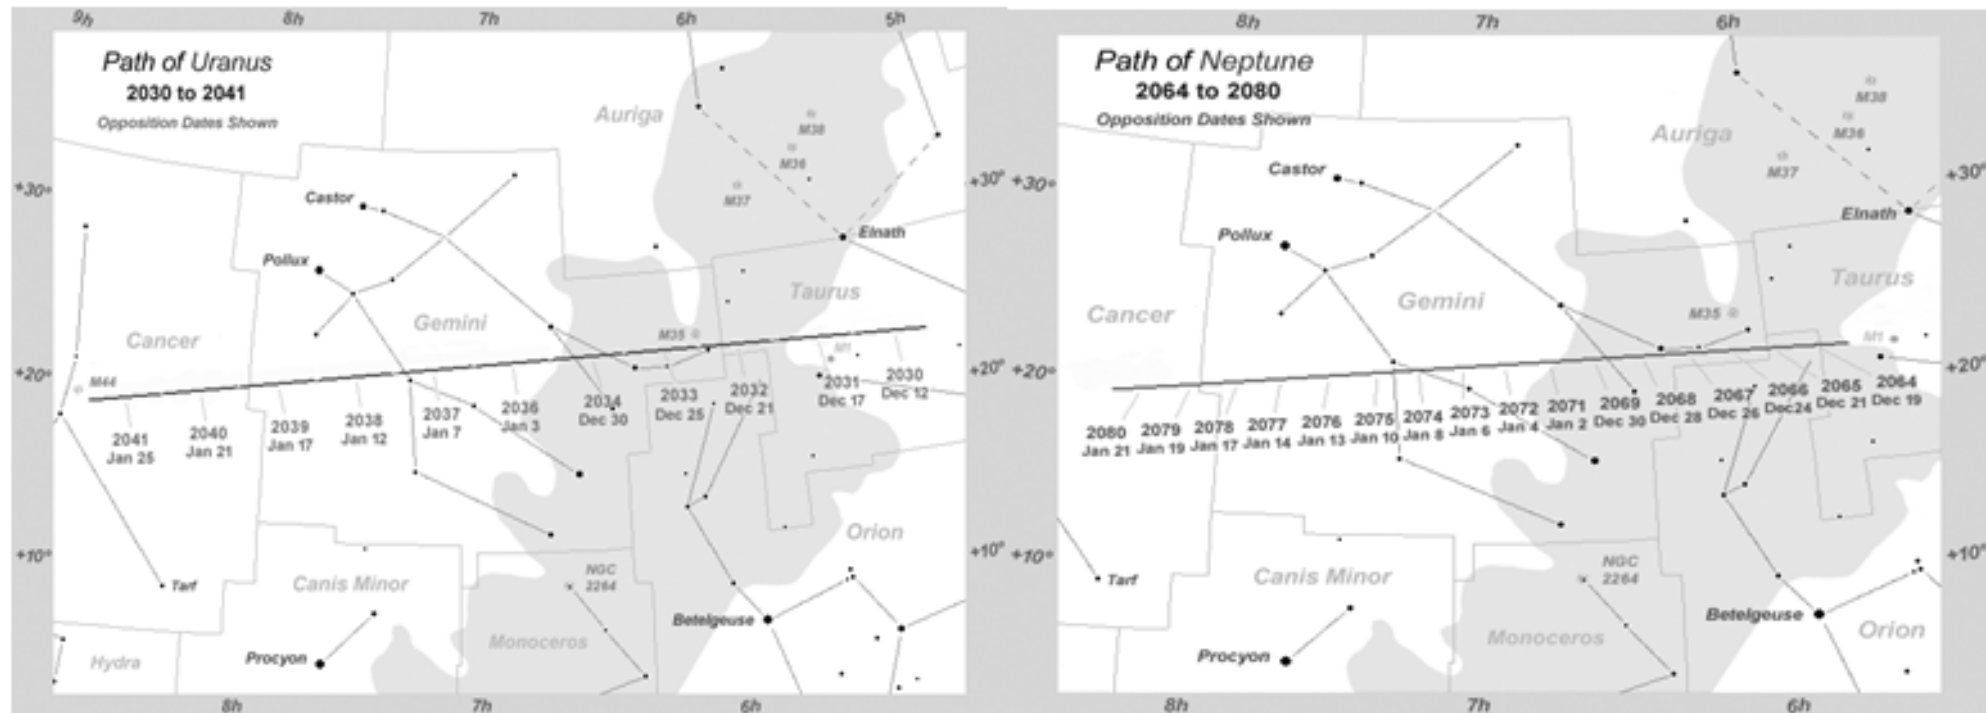 9h 8h 7h 6h 5h
Path of Uranus
2030 to 2041
Opposition Dates Shown
Auriga
M38
M36
M37
+30°
+30°
Castor
Pollux
Elnath
Taurus
Gemini
M35
M1
Cancer
M44
+20°
+20°
2030
Dec 12
2031
Dec 17
2032
Dec 21
2033
Dec 25
2034
Dec 30
2036
Jan 3
2037
Jan 7
2038
Jan 12
2039
Jan 17
2040
Jan 21
2041
Jan 25
Orion
+10°
+10°
NGC
2264
Canis Minor
Tarf
Betelgeuse
Monoceros
Procyon
Hydra
8h 7h 6h
8h 7h 6h
Path of Neptune
2064 to 2080
Opposition Dates Shown
Auriga
M38
M36
M37
+30°
+30°
Castor
Pollux
Elnath
Taurus
Gemini
Cancer
M35
M1
+20°
+20°
2080
Jan 21
2079
Jan 19
2078
Jan 17
2077
Jan 14
2076
Jan 13
2075
Jan 10
2074
Jan 8
2073
Jan 6
2072
Jan 4
2071
Jan 2
2069
Dec 30
2068
Dec 28
2067
Dec 26
2066
Dec24
2065
Dec 21
2064
Dec 19
+10°
+10°
NGC
2264
Canis Minor
Tarf
Betelgeuse
Orion
Monoceros
Procyon
8h 7h 6h